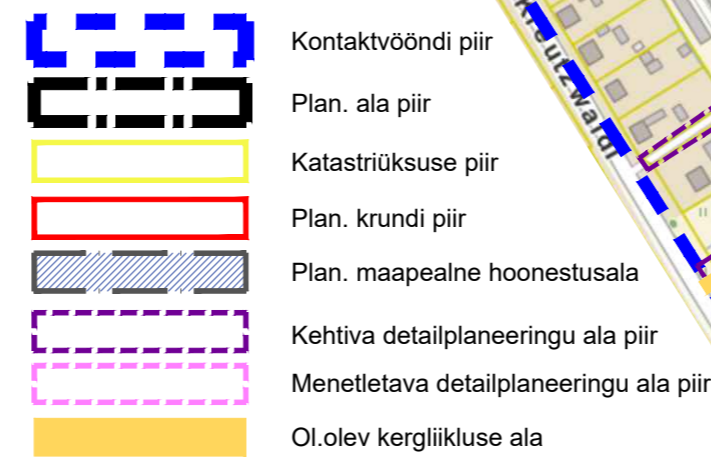 Kontaktvööndi piir
Plan. ala piir
Katastriüksuse piir
Plan. krundi piir
Plan. maapealne hoonestusala
Kehtiva detailplaneeringu ala piir
Menetletava detailplaneeringu ala piir
Ol.olev kergliikluse ala
Kreutzwaldi